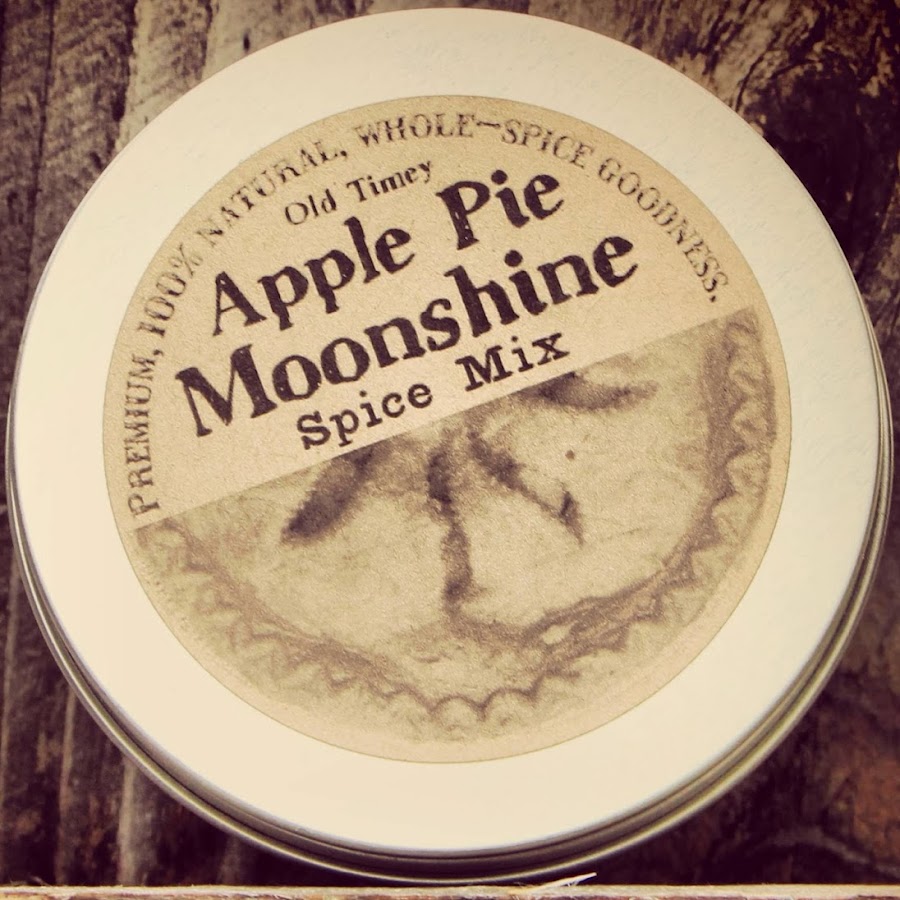 PREMIUM, 100% NATURAL, WHOLE-SPICE GOODNESS.
Old Timey
Apple Pie
Moonshine
Spice Mix